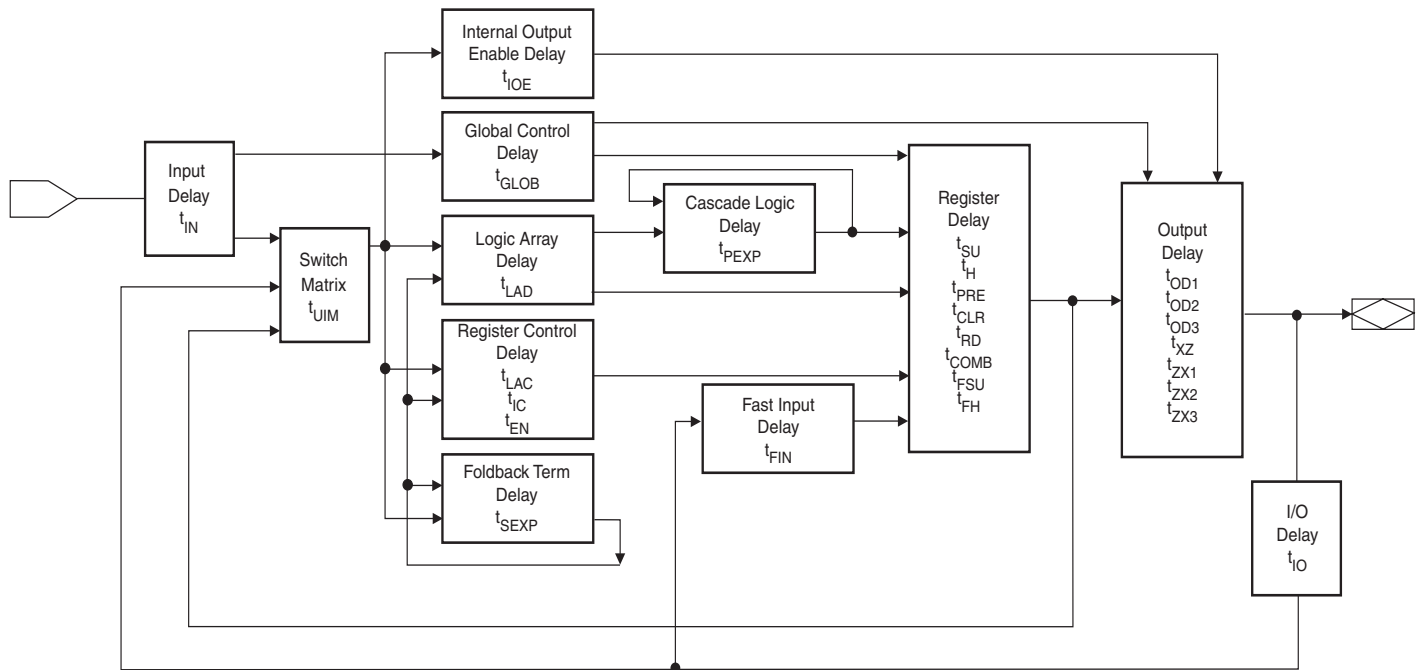 Internal Output
Enable Delay
tIOE
Global Control
Delay
tGLOB
Input
Delay
tIN
Switch
Matrix
tUIM
Logic Array
Delay
tLAD
Cascade Logic
Delay
tPEXP
Register Control
Delay
tLAC
tIC
tEN
Foldback Term
Delay
tSEXP
Fast Input
Delay
tFIN
Register
Delay
tSU
tH
tPRE
tCLR
tRD
tCOMB
tFSU
tFH
Output
Delay
tOD1
tOD2
tOD3
tXZ
tZX1
tZX2
tZX3
I/O
Delay
tIO